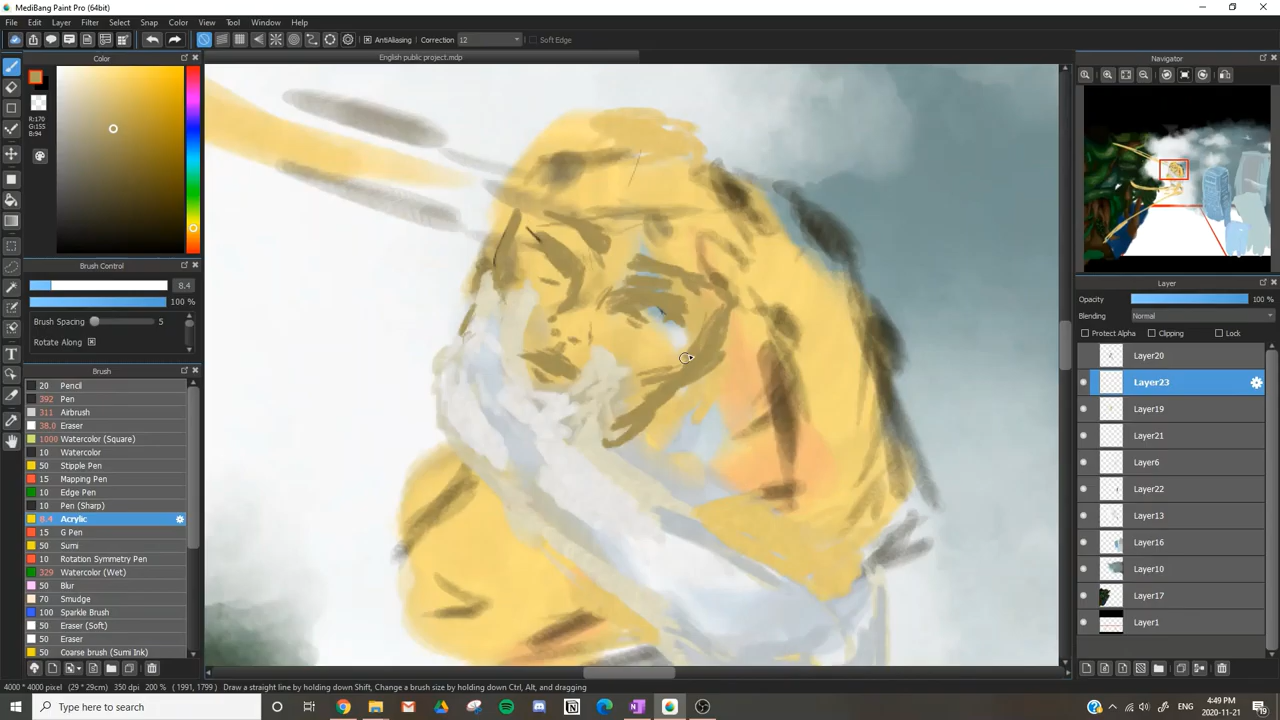 MediBang Paint Pro (64bit)
File Edit Layer Filter Select Snap Color View Tool Window Help
AntiAliasing Correction 12 Soft Edge
Color
English public project.mdp
Navigator
R:170
G:155
B:94
Brush Control
8.4
100 %
Brush Spacing 5
Rotate Along
Brush
20 Pencil
392 Pen
311 Airbrush
38.0 Eraser
1000 Watercolor (Square)
10 Watercolor
50 Stipple Pen
15 Mapping Pen
10 Edge Pen
10 Pen (Sharp)
8.4 Acrylic
15 G Pen
50 Sumi
10 Rotation Symmetry Pen
329 Watercolor (Wet)
50 Blur
70 Smudge
100 Sparkle Brush
50 Eraser (Soft)
50 Eraser
50 Coarse brush (Sumi Ink)
Layer
Opacity 100 %
Blending Normal
Protect Alpha Clipping Lock
Layer20
Layer23
Layer19
Layer21
Layer6
Layer22
Layer13
Layer16
Layer10
Layer17
Layer1
4000 * 4000 pixel (29 * 29cm) 350 dpi 200 % (1991, 1799) Draw a straight line by holding down Shift, Change a brush size by holding down Ctrl, Alt, and dragging
Type here to search
ENG
4:49 PM
2020-11-21
19